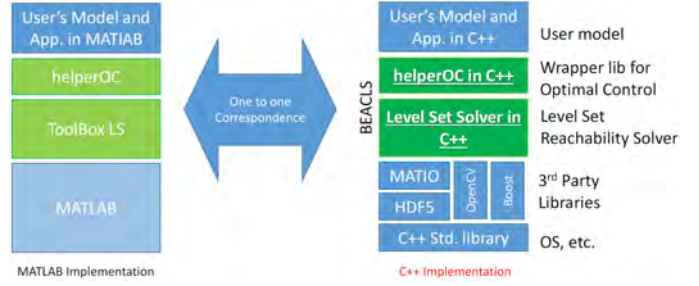 User's Model and
App. in MATlAB
helperOC
ToolBox LS
MATLAB
MATLAB Implementation
One to one
Correspondence
BEACLS
User's Model and
App. in C++
helperOC in C++
Level Set Solver in
C++
MATIO
HDF5
OpenCV
Boost
C++ Std. library
C++ Implementation
User model
Wrapper lib for
Optimal Control
Level Set
Reachability Solver
3rd Party
Libraries
OS, etc.